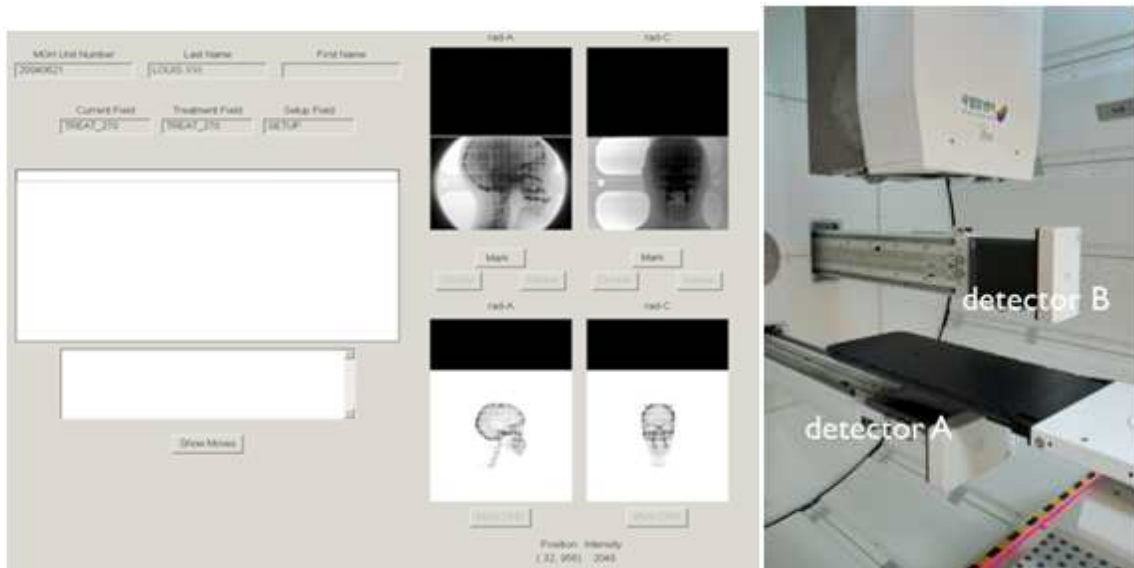 MGH Unit Number Last Name First Name
20040621 LOUIS XVI
Current Field Treatment Field Setup Field
TREAT_270 TREAT_270 SETUP
Show Moves
rad-A rad-C
Mark Mark
rad-A rad-C
Position Intensity
detector B
detector A